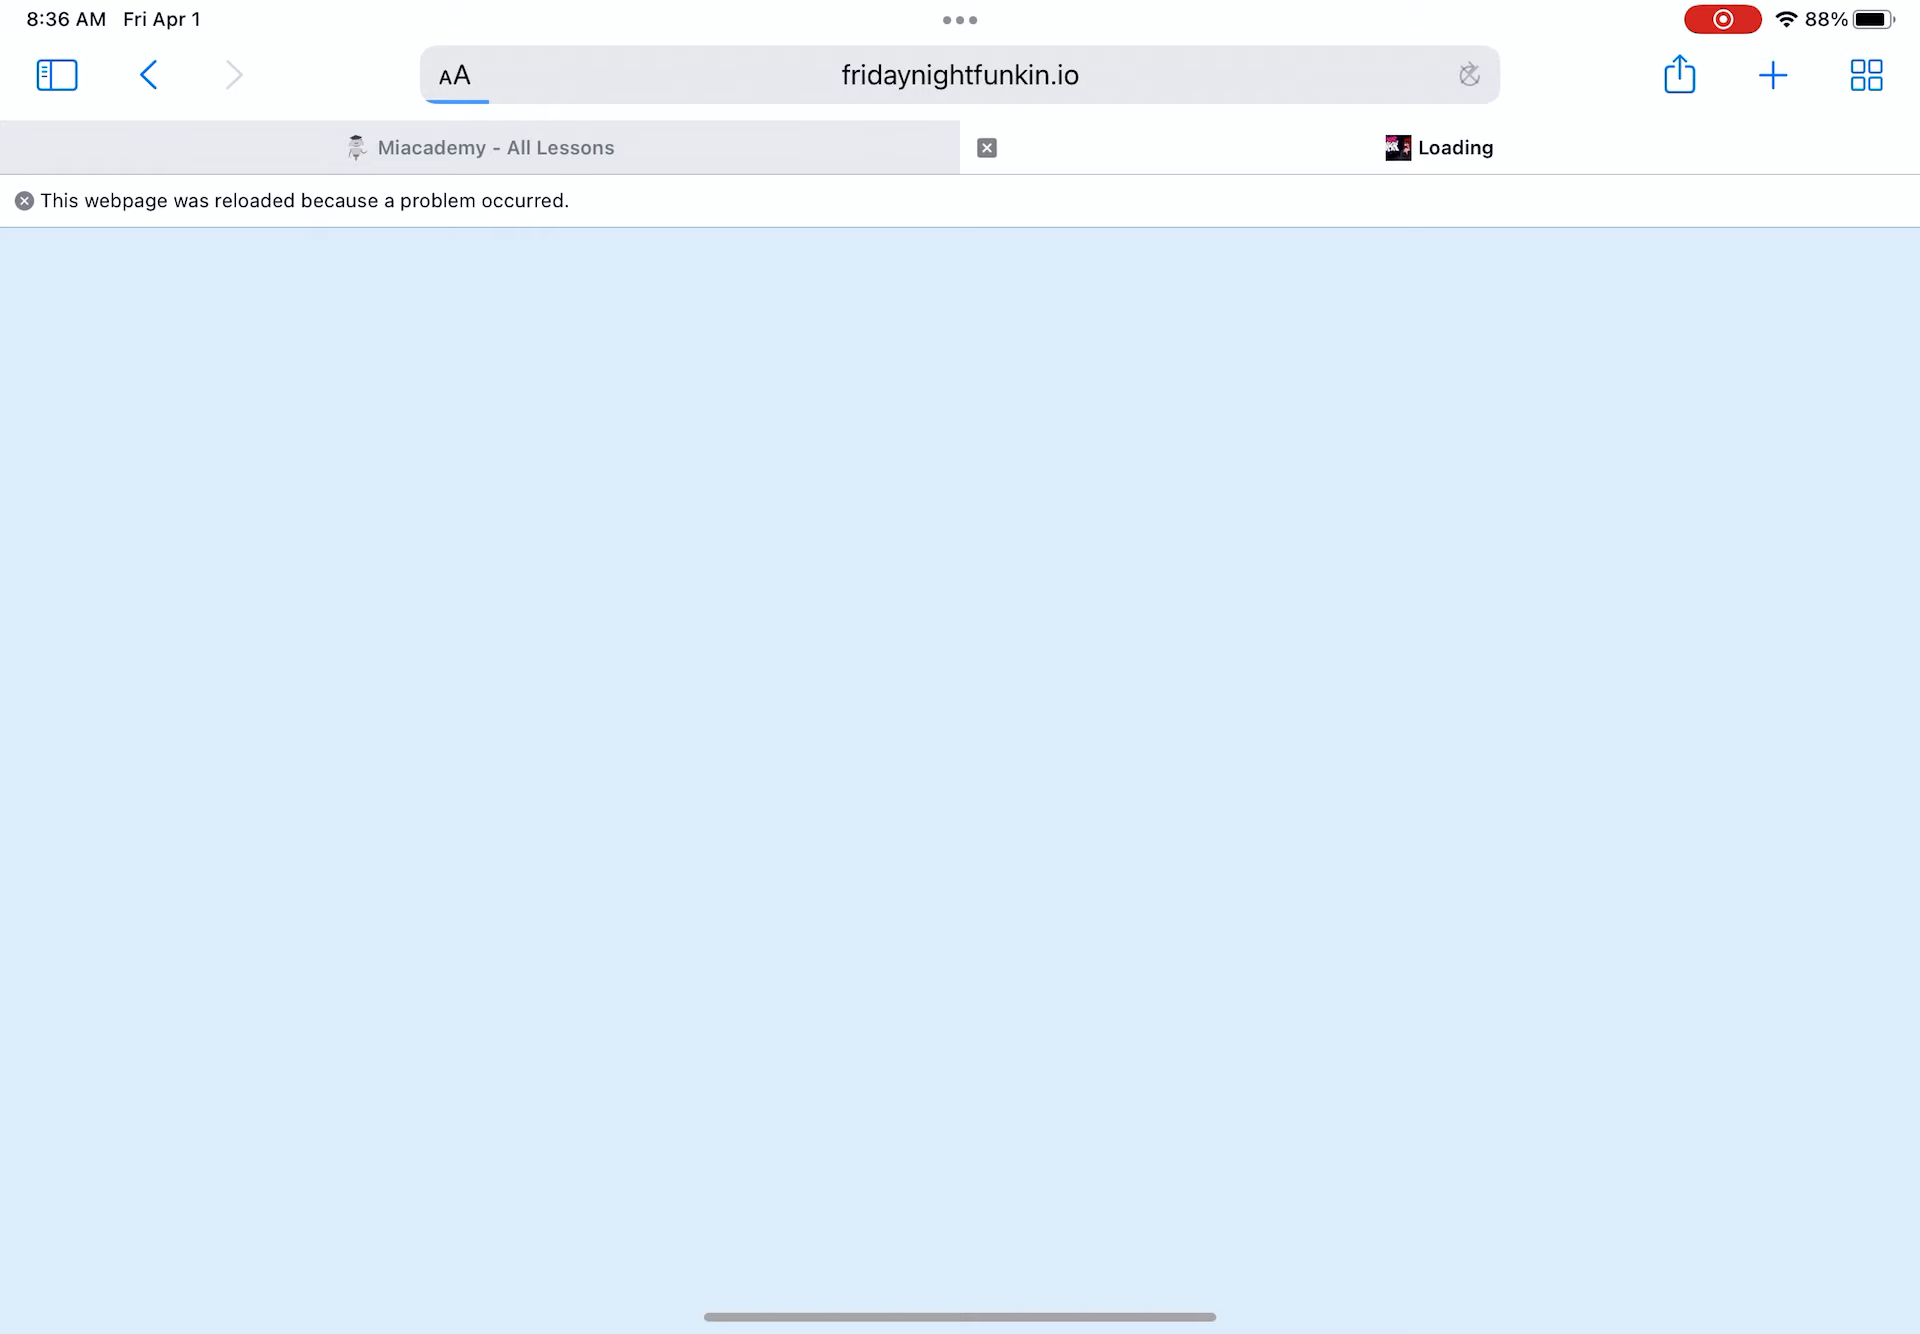 8:36 AM Fri Apr 1
88%
AA
fridaynightfunkin.io
Miacademy - All Lessons
Loading
This webpage was reloaded because a problem occurred.